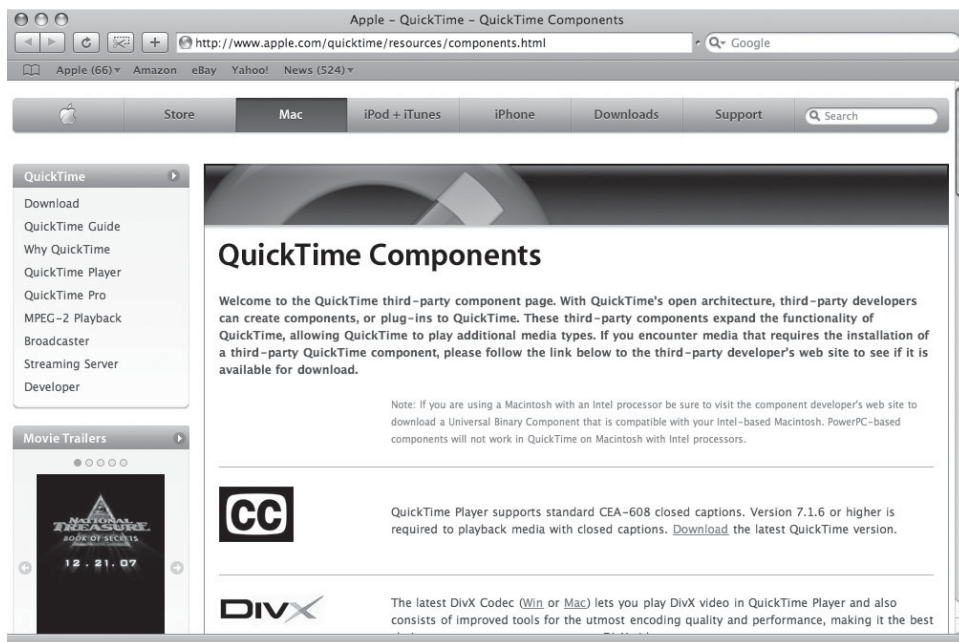 Apple – QuickTime – QuickTime Components
http://www.apple.com/quicktime/resources/components.html
Google
Apple (66) Amazon eBay Yahoo! News (524)
Store Mac iPod + iTunes iPhone Downloads Support Search
QuickTime
Download
QuickTime Guide
Why QuickTime
QuickTime Player
QuickTime Pro
MPEG-2 Playback
Broadcaster
Streaming Server
Developer
Movie Trailers
NATIONAL
TREASURE
BOOK OF SECRETS
12.21.07
QuickTime Components
Welcome to the QuickTime third-party component page. With QuickTime's open architecture, third-party developers
can create components, or plug-ins to QuickTime. These third-party components expand the functionality of
QuickTime, allowing QuickTime to play additional media types. If you encounter media that requires the installation of
a third-party QuickTime component, please follow the link below to the third-party developer's web site to see if it is
available for download.
Note: If you are using a Macintosh with an Intel processor be sure to visit the component developer's web site to
download a Universal Binary Component that is compatible with your Intel-based Macintosh. PowerPC-based
components will not work in QuickTime on Macintosh with Intel processors.
CC
QuickTime Player supports standard CEA-608 closed captions. Version 7.1.6 or higher is
required to playback media with closed captions. Download the latest QuickTime version.
DIVX
The latest DivX Codec (Win or Mac) lets you play DivX video in QuickTime Player and also
consists of improved tools for the utmost encoding quality and performance, making it the best